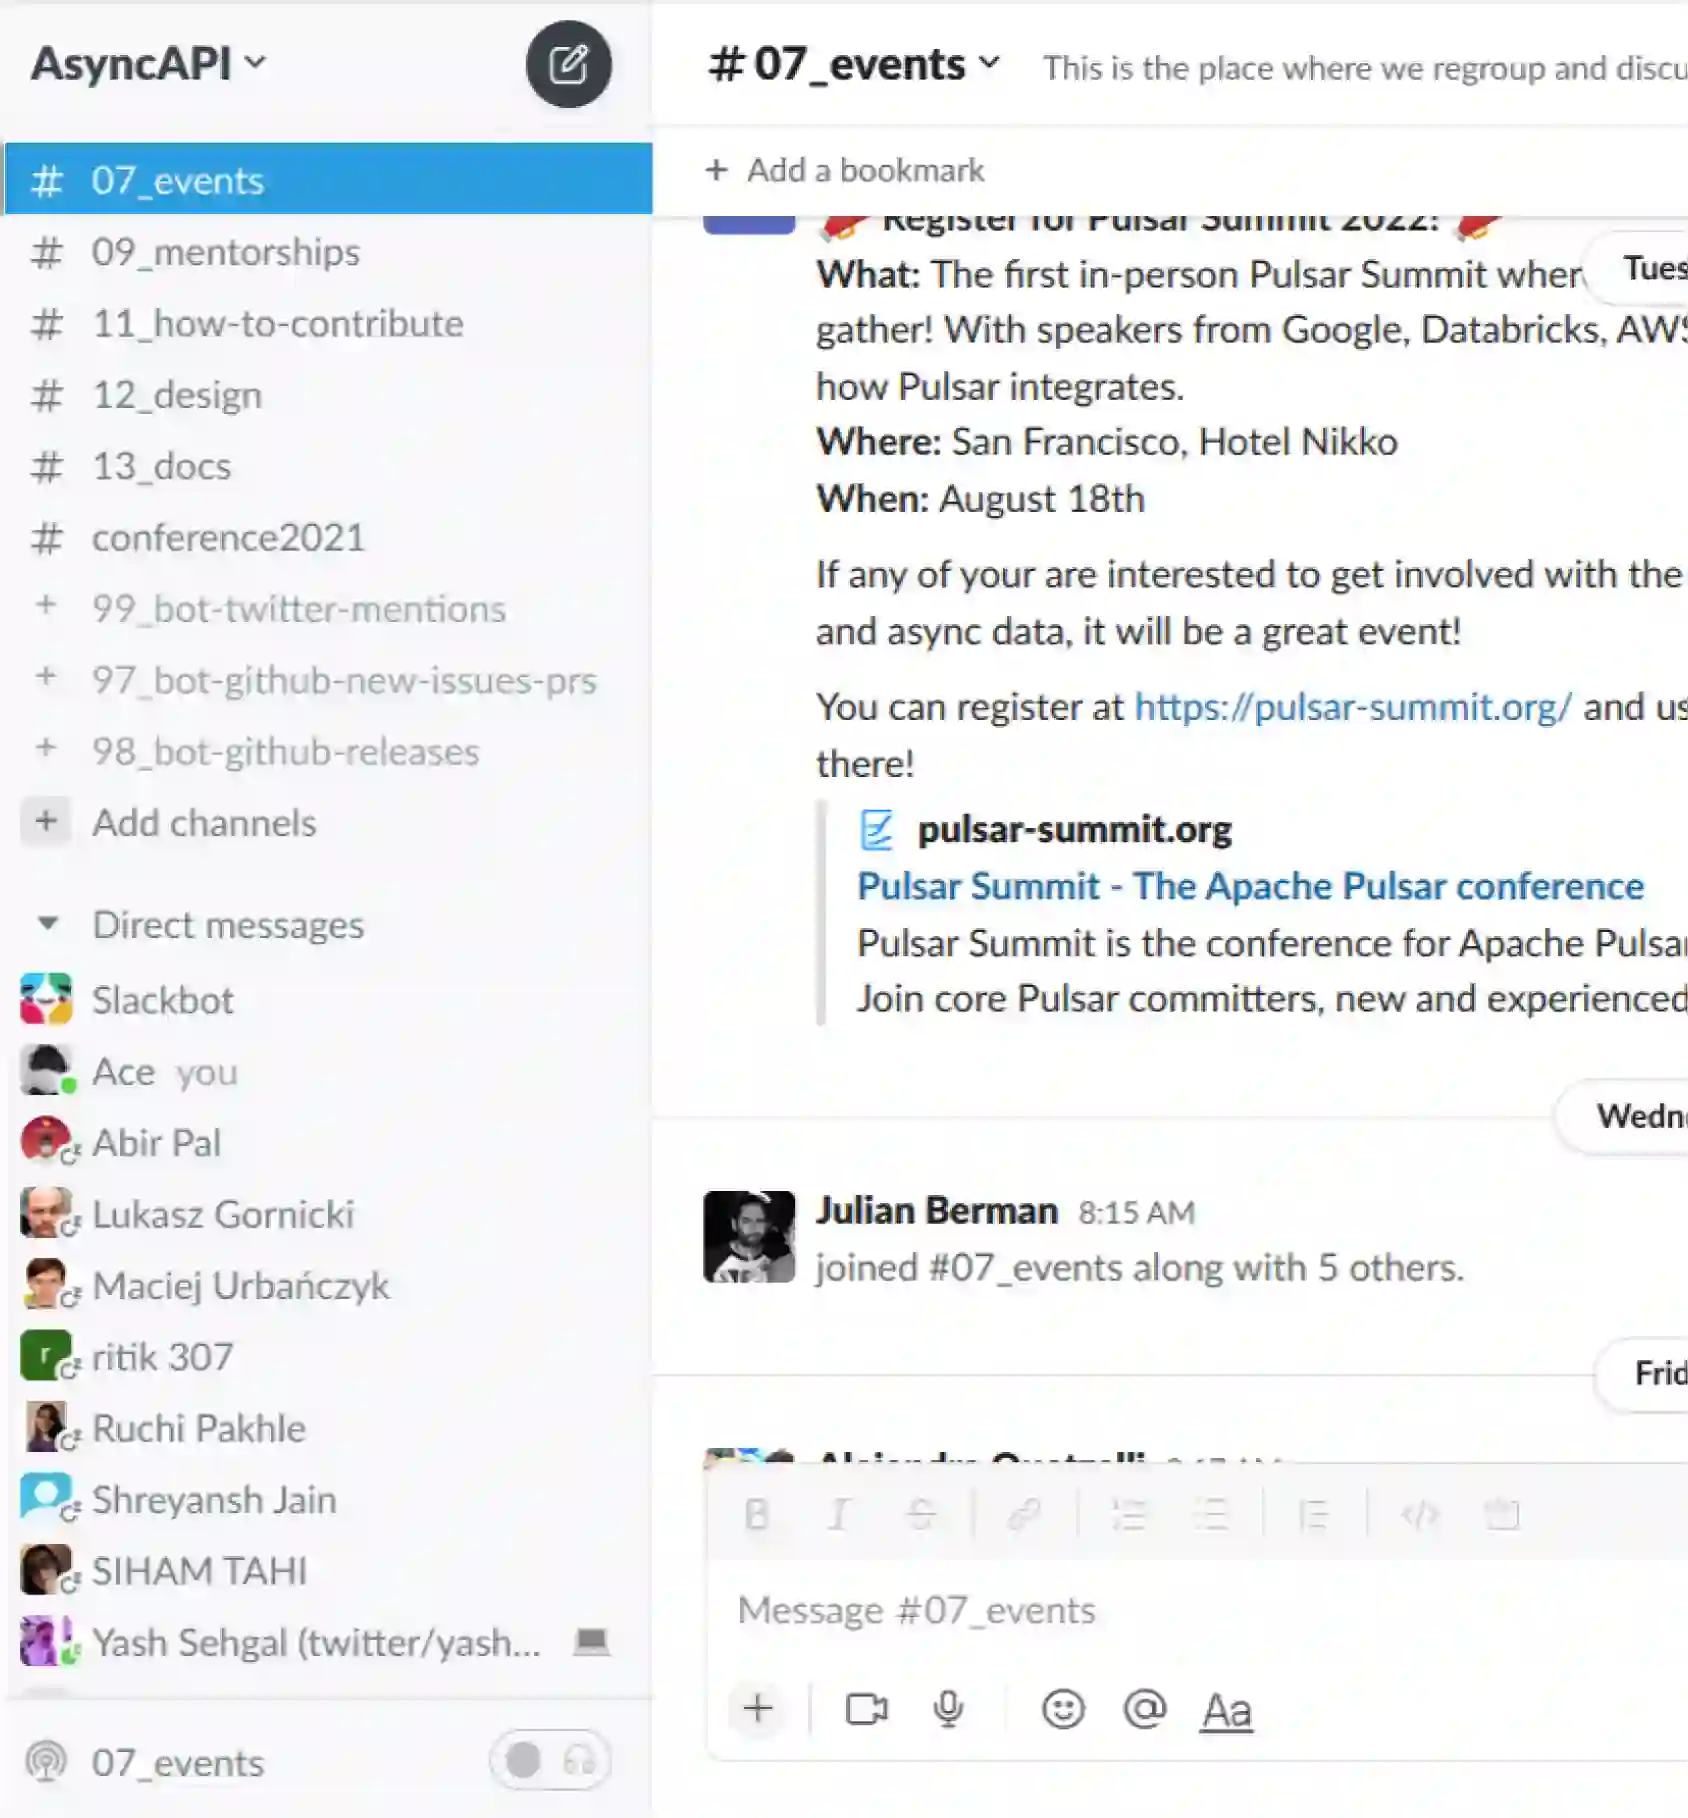 AsyncAPI
# 07_events
# 09_mentorships
# 11_how-to-contribute
# 12_design
# 13_docs
# conference2021
+ 99_bot-twitter-mentions
+ 97_bot-github-new-issues-prs
+ 98_bot-github-releases
+ Add channels
Direct messages
Slackbot
Ace you
Abir Pal
Lukasz Gornicki
Maciej Urbańczyk
r ritik 307
Ruchi Pakhle
Shreyansh Jain
SIHAM TAHI
Yash Sehgal (twitter/yash...
07_events
# 07_events This is the place where we regroup and discu
+ Add a bookmark
Register for Pulsar Summit 2022!
What: The first in-person Pulsar Summit wher
Tues
gather! With speakers from Google, Databricks, AWS
how Pulsar integrates.
Where: San Francisco, Hotel Nikko
When: August 18th
If any of your are interested to get involved with the
and async data, it will be a great event!
You can register at https://pulsar-summit.org/ and us
there!
pulsar-summit.org
Pulsar Summit - The Apache Pulsar conference
Pulsar Summit is the conference for Apache Pulsar
Join core Pulsar committers, new and experienced
Wedn
Julian Berman 8:15 AM
joined #07_events along with 5 others.
Frid
B I S
Message #07_events
+ @ Aa